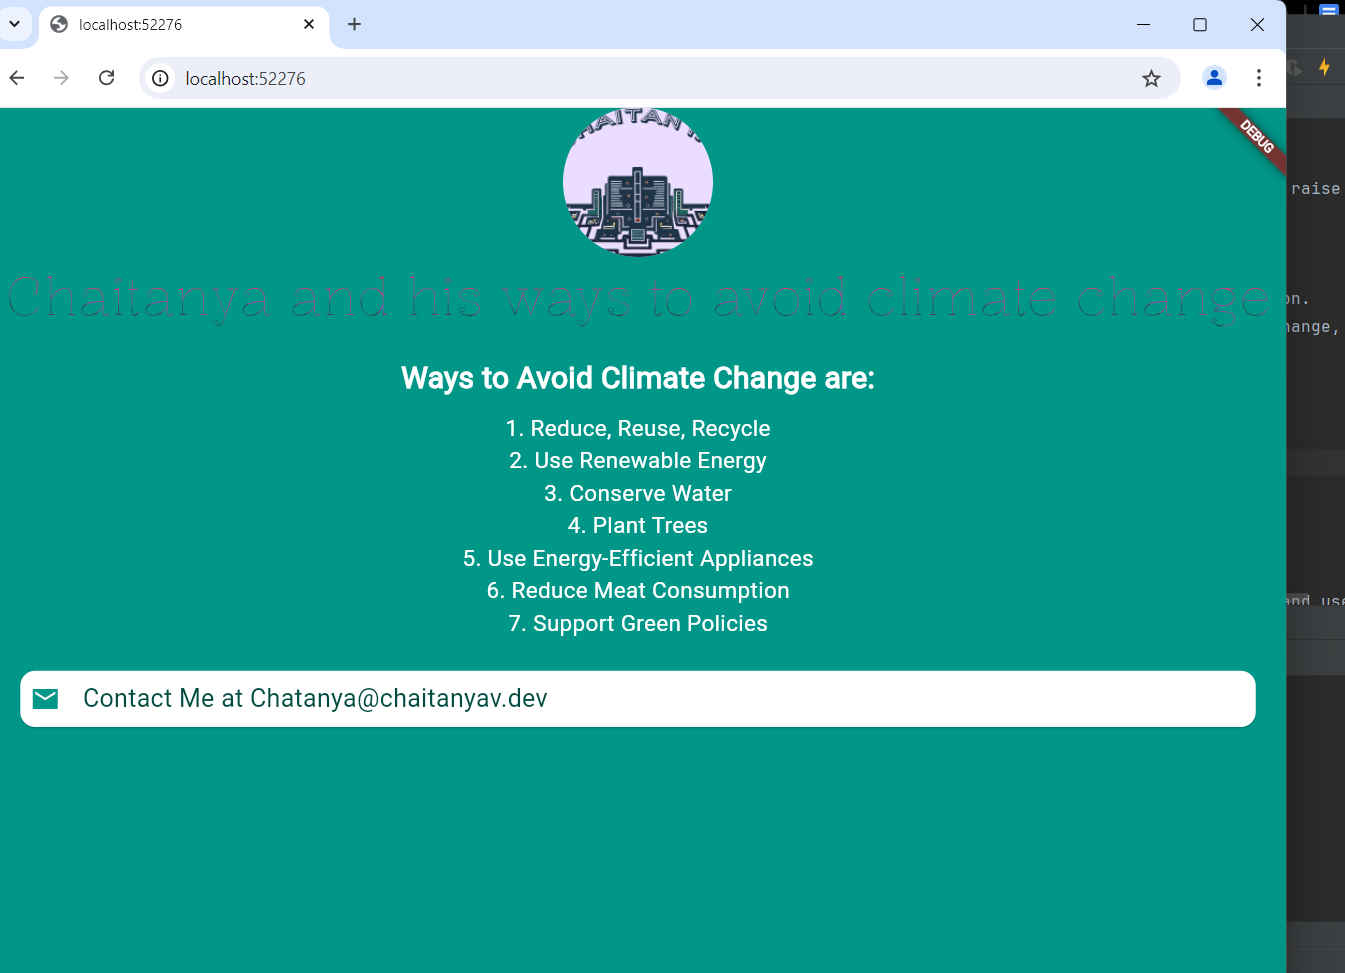 localhost:52276
localhost:52276
DEBUG
raise
Chaitanya and his ways to avoid climate change
on.
hange,
Ways to Avoid Climate Change are:
1. Reduce, Reuse, Recycle
2. Use Renewable Energy
3. Conserve Water
4. Plant Trees
5. Use Energy-Efficient Appliances
6. Reduce Meat Consumption
and use
7. Support Green Policies
Contact Me at Chatanya@chaitanyav.dev